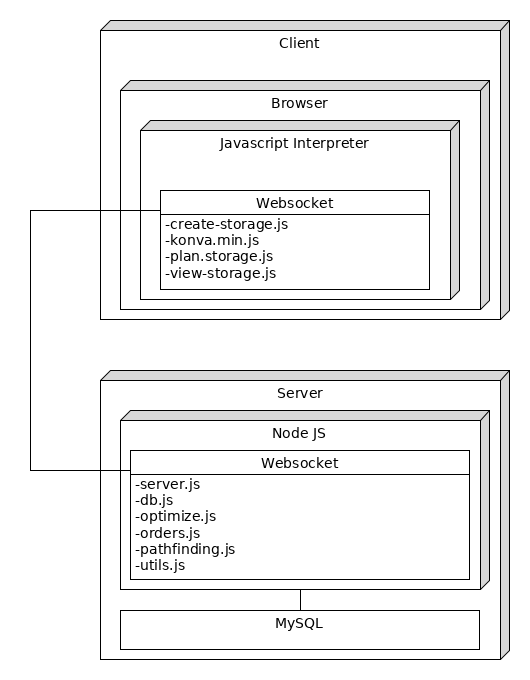 Client
Browser
Javascript Interpreter
Websocket
-create-storage.js
-konva.min.js
-plan.storage.js
-view-storage.js
Server
Node JS
Websocket
-server.js
-db.js
-optimize.js
-orders.js
-pathfinding.js
-utils.js
MySQL